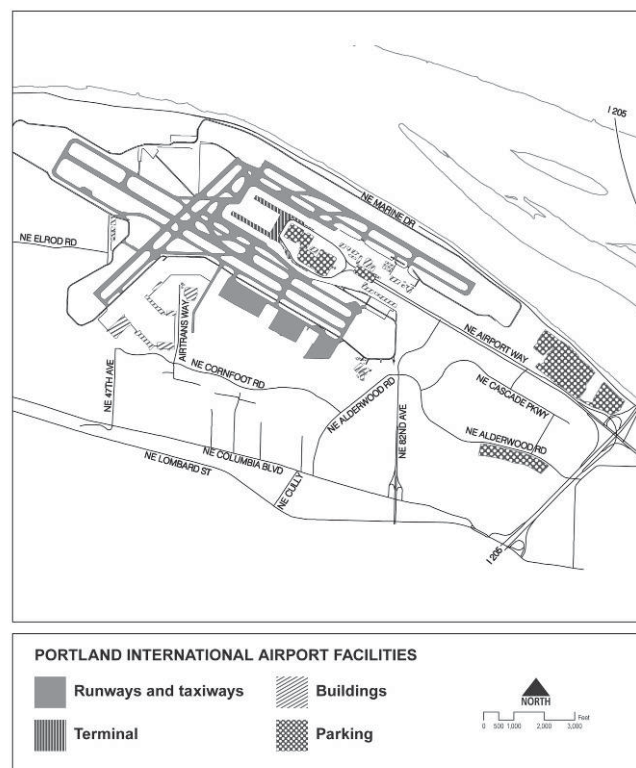 I 205
NE MARINE DR
NE ELROD RD
NE AIRPORT WAY
AIRTRANS WAY
NE CORNFOOT RD
NE 47TH AVE
NE ALDERWOOD RD
NE 82ND AVE
NE CASCADE PKWY
NE ALDERWOOD RD
NE COLUMBIA BLVD
NE LOMBARD ST
NE CULLY
I 205
PORTLAND INTERNATIONAL AIRPORT FACILITIES
Runways and taxiways
Buildings
Terminal
Parking
NORTH
0 500 1,000 2,000 3,000 Feet